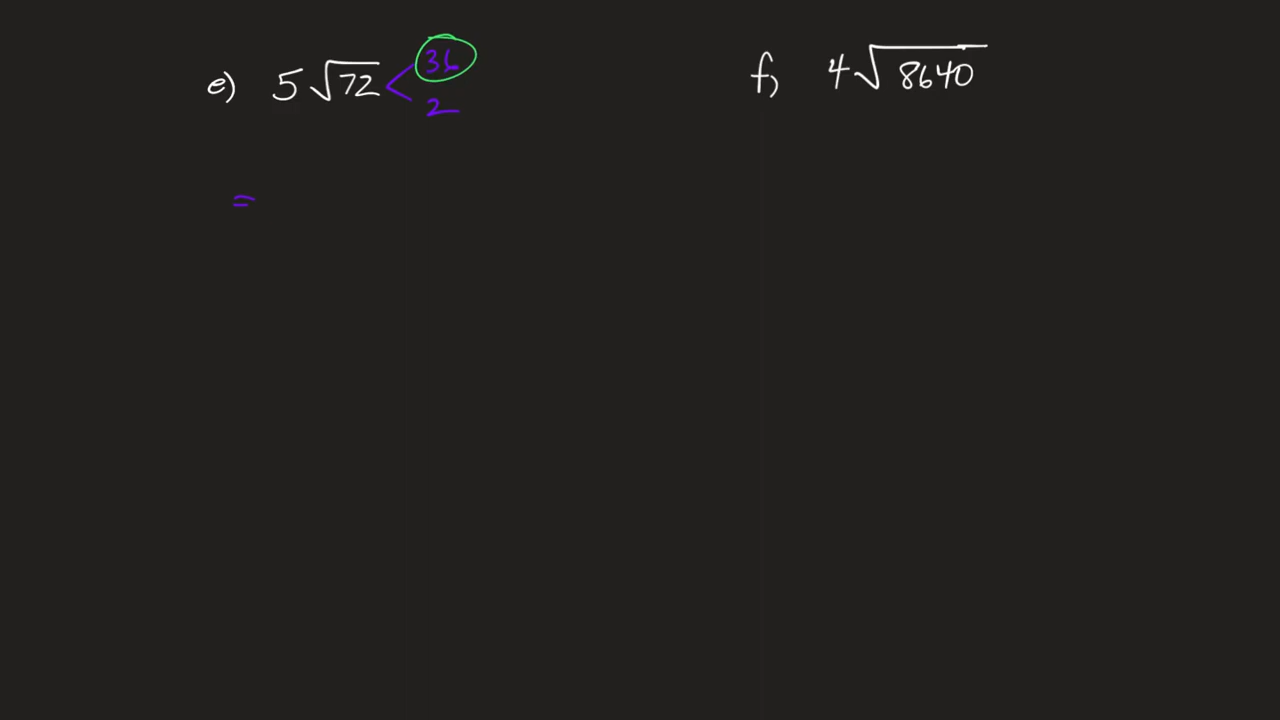 e) 5√72 < 36
2
f) 4√8640
=